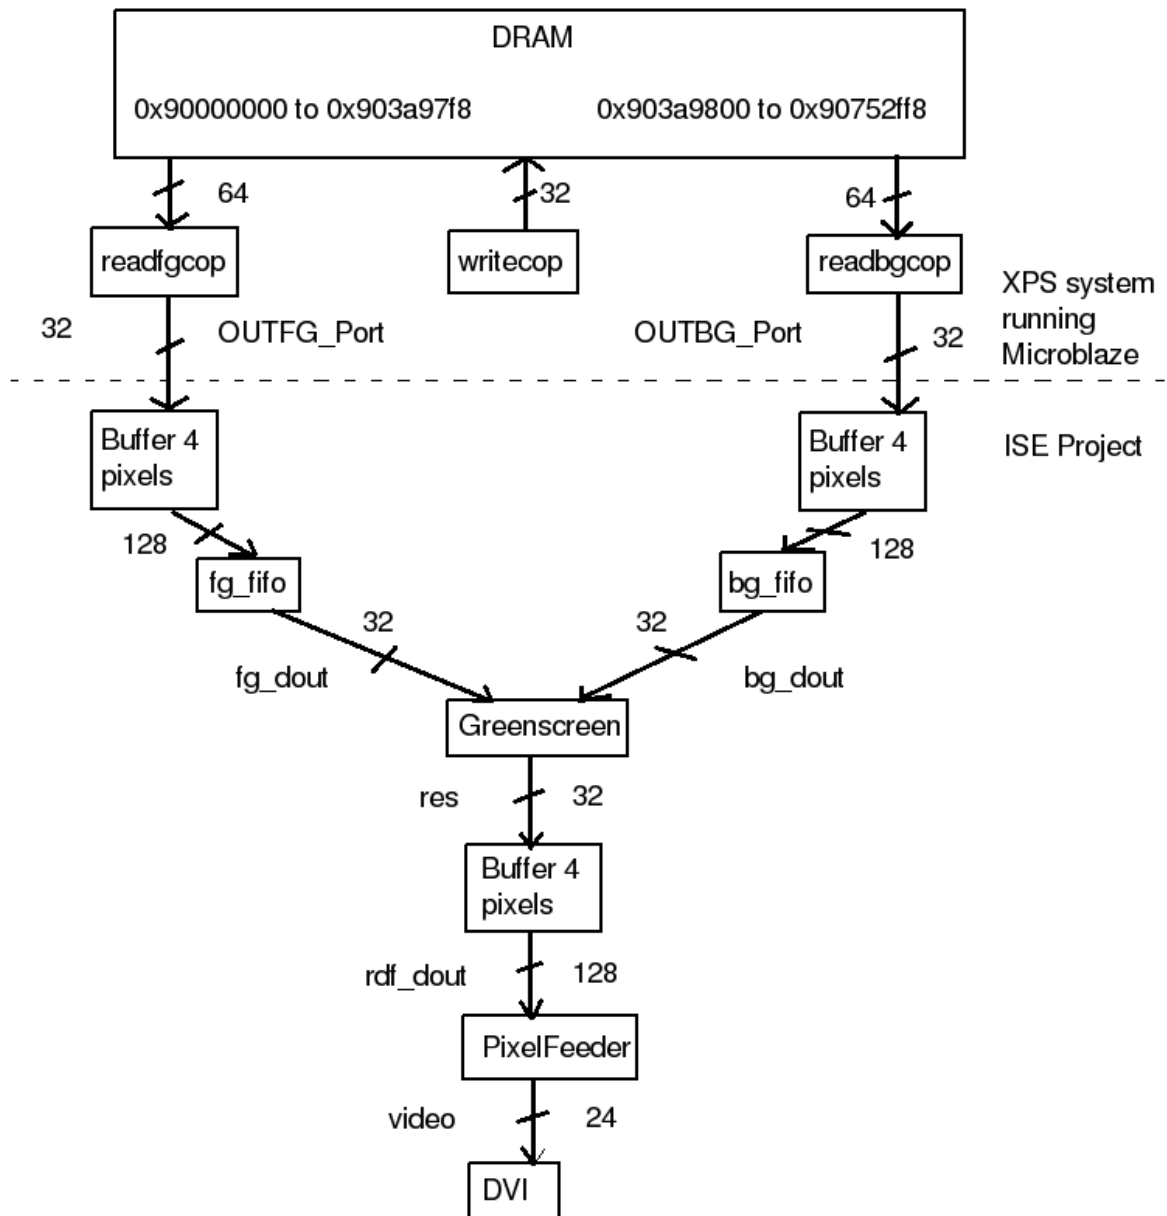 DRAM
0x90000000 to 0x903a97f8
0x903a9800 to 0x90752ff8
64
32
64
readfgcop
writecop
readbgcop
XPS system
running
Microblaze
32
OUTFG_Port
OUTBG_Port
32
Buffer 4
pixels
Buffer 4
pixels
ISE Project
128
128
fg_fifo
bg_fifo
32
32
fg_dout
bg_dout
Greenscreen
res
32
Buffer 4
pixels
rdf_dout
128
PixelFeeder
video
24
DVI